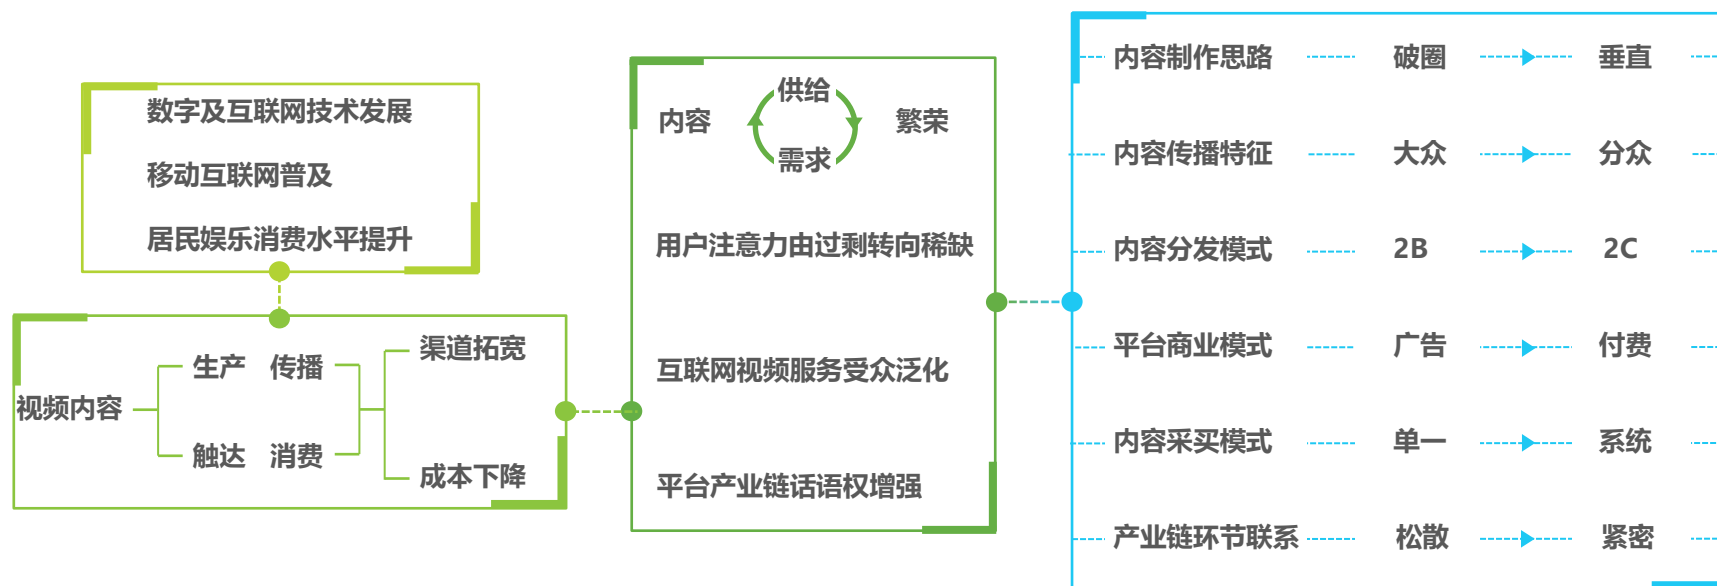 数字及互联网技术发展
移动互联网普及
居民娱乐消费水平提升
视频内容
生产 传播
触达 消费
渠道拓宽
成本下降
供给
内容 繁荣
需求
用户注意力由过剩转向稀缺
互联网视频服务受众泛化
平台产业链话语权增强
内容制作思路 破圈 垂直
内容传播特征 大众 分众
内容分发模式 2B 2C
平台商业模式 广告 付费
内容采买模式 单一 系统
产业链环节联系 松散 紧密